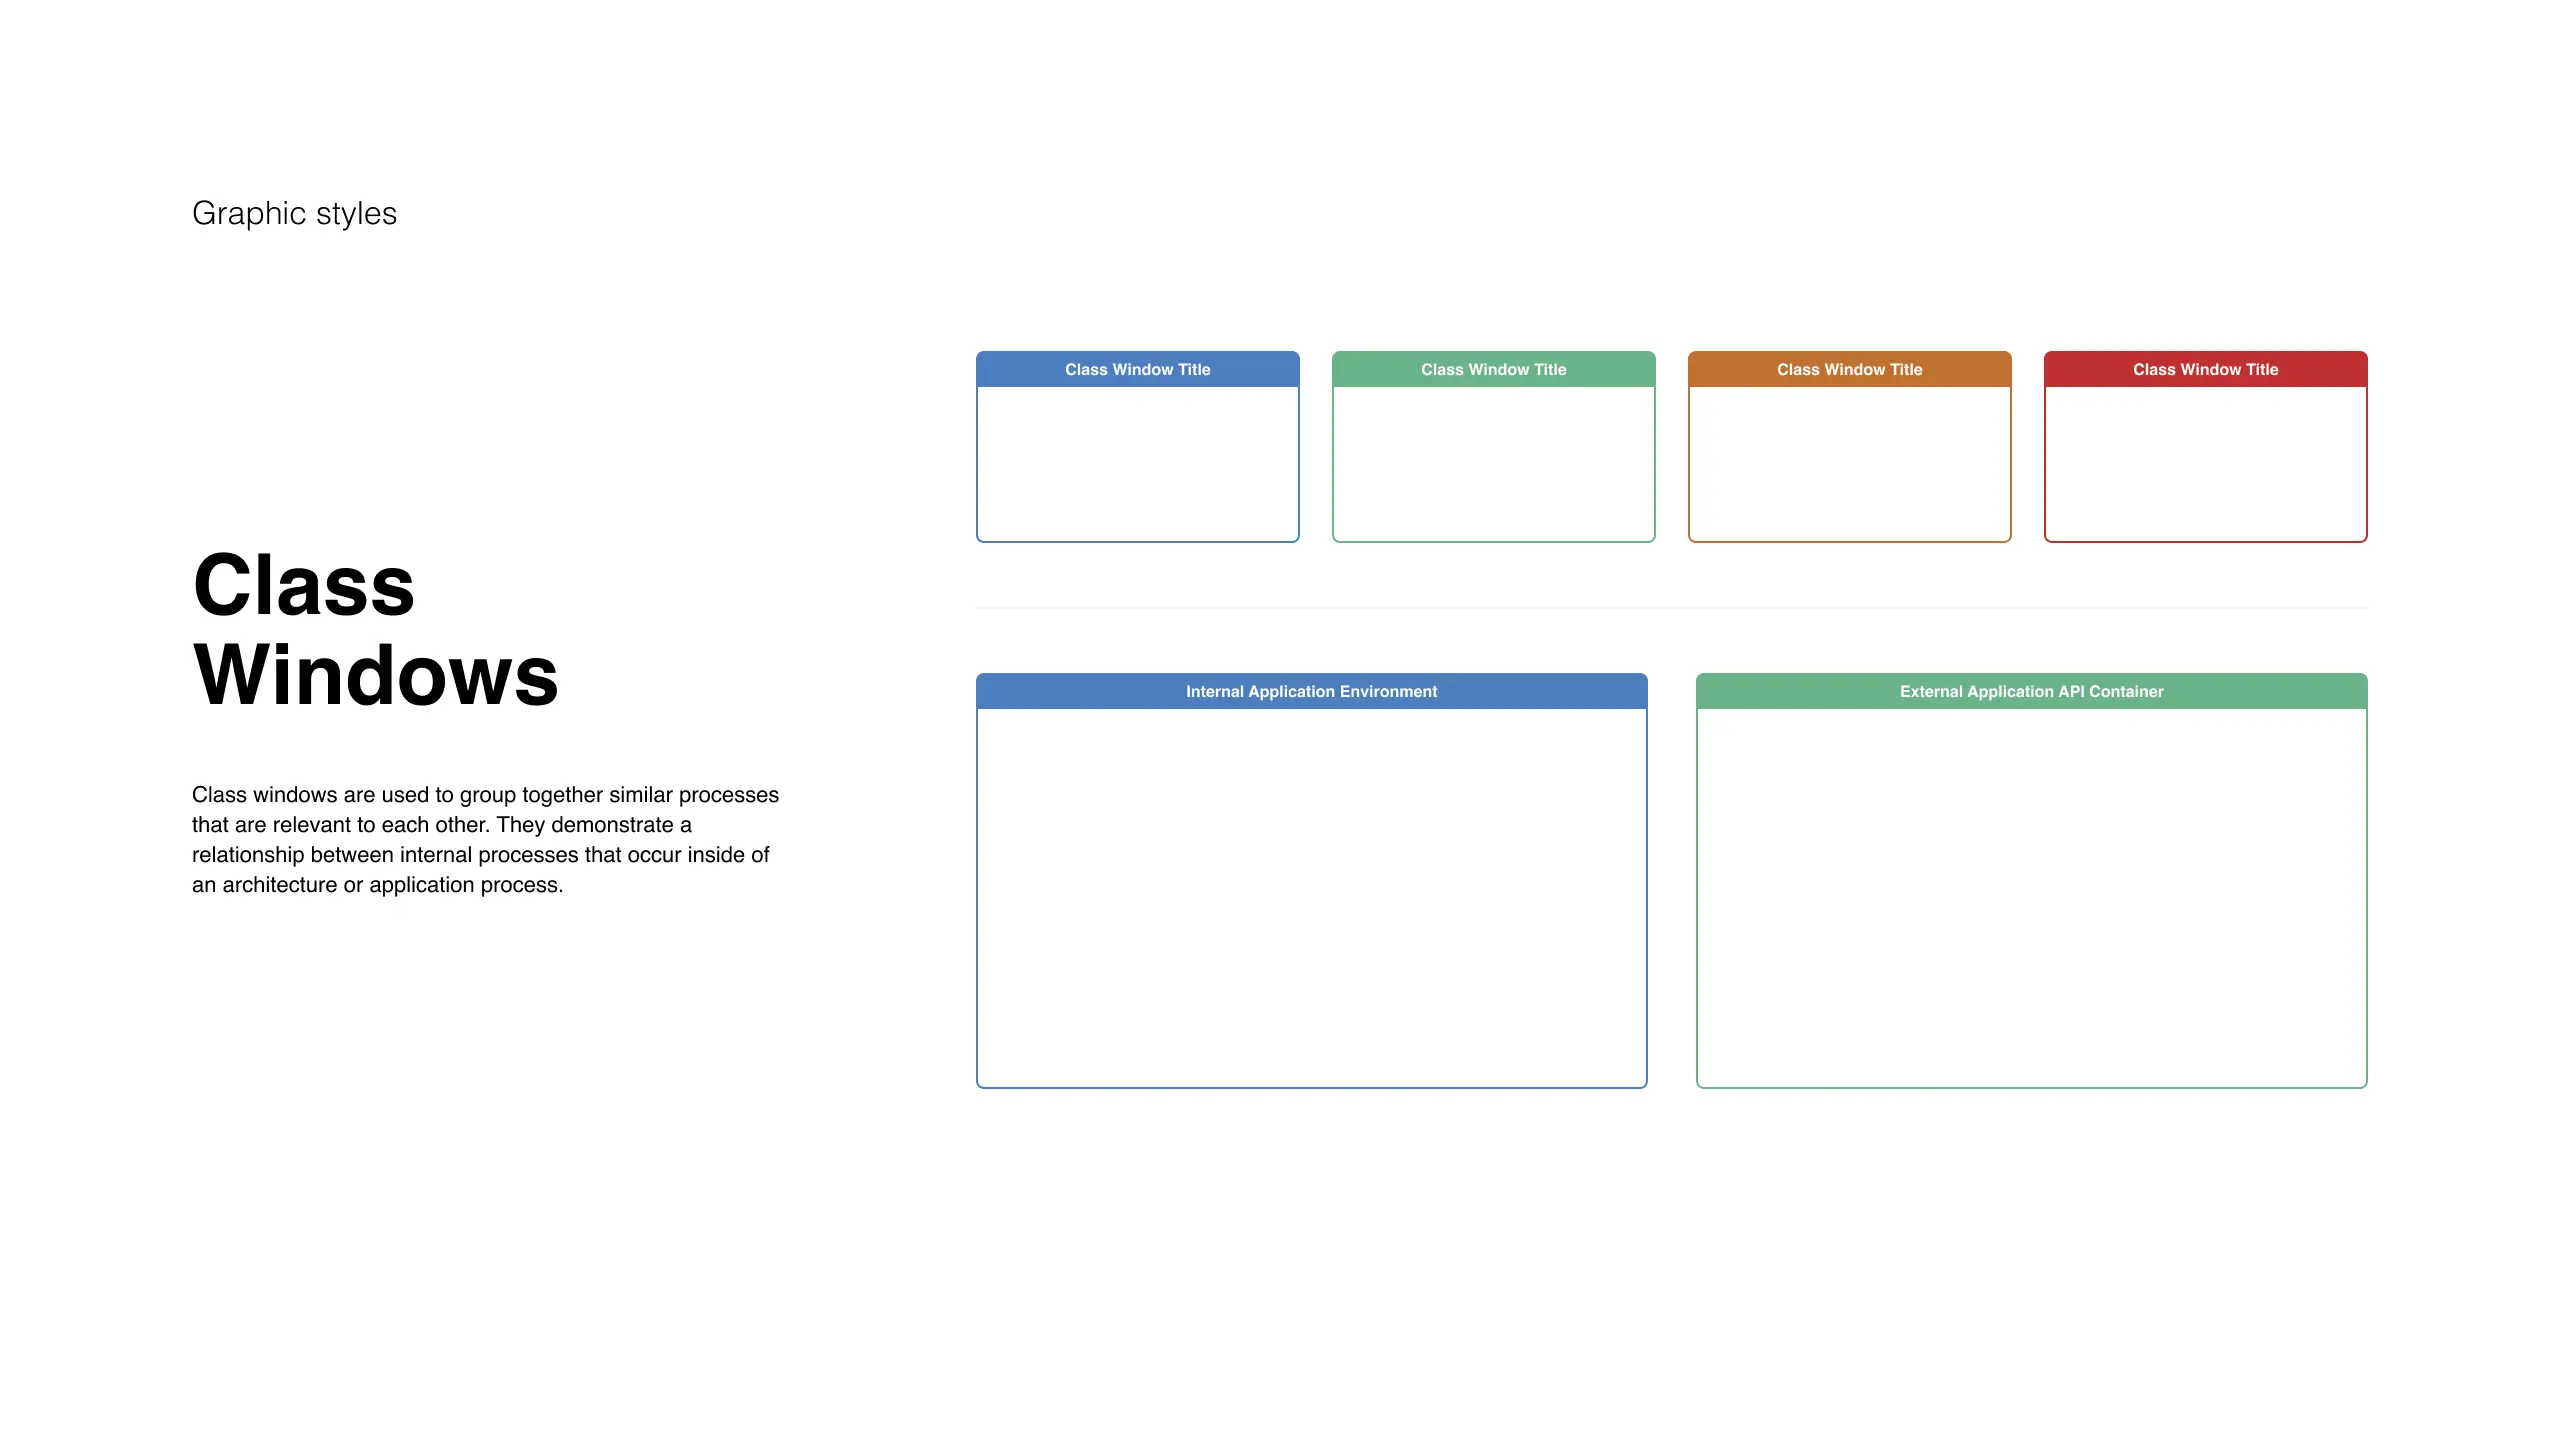 Graphic styles
Class
Windows
Class windows are used to group together similar processes
that are relevant to each other. They demonstrate a
relationship between internal processes that occur inside of
an architecture or application process.
Class Window Title
Class Window Title
Class Window Title
Class Window Title
Internal Application Environment
External Application API Container